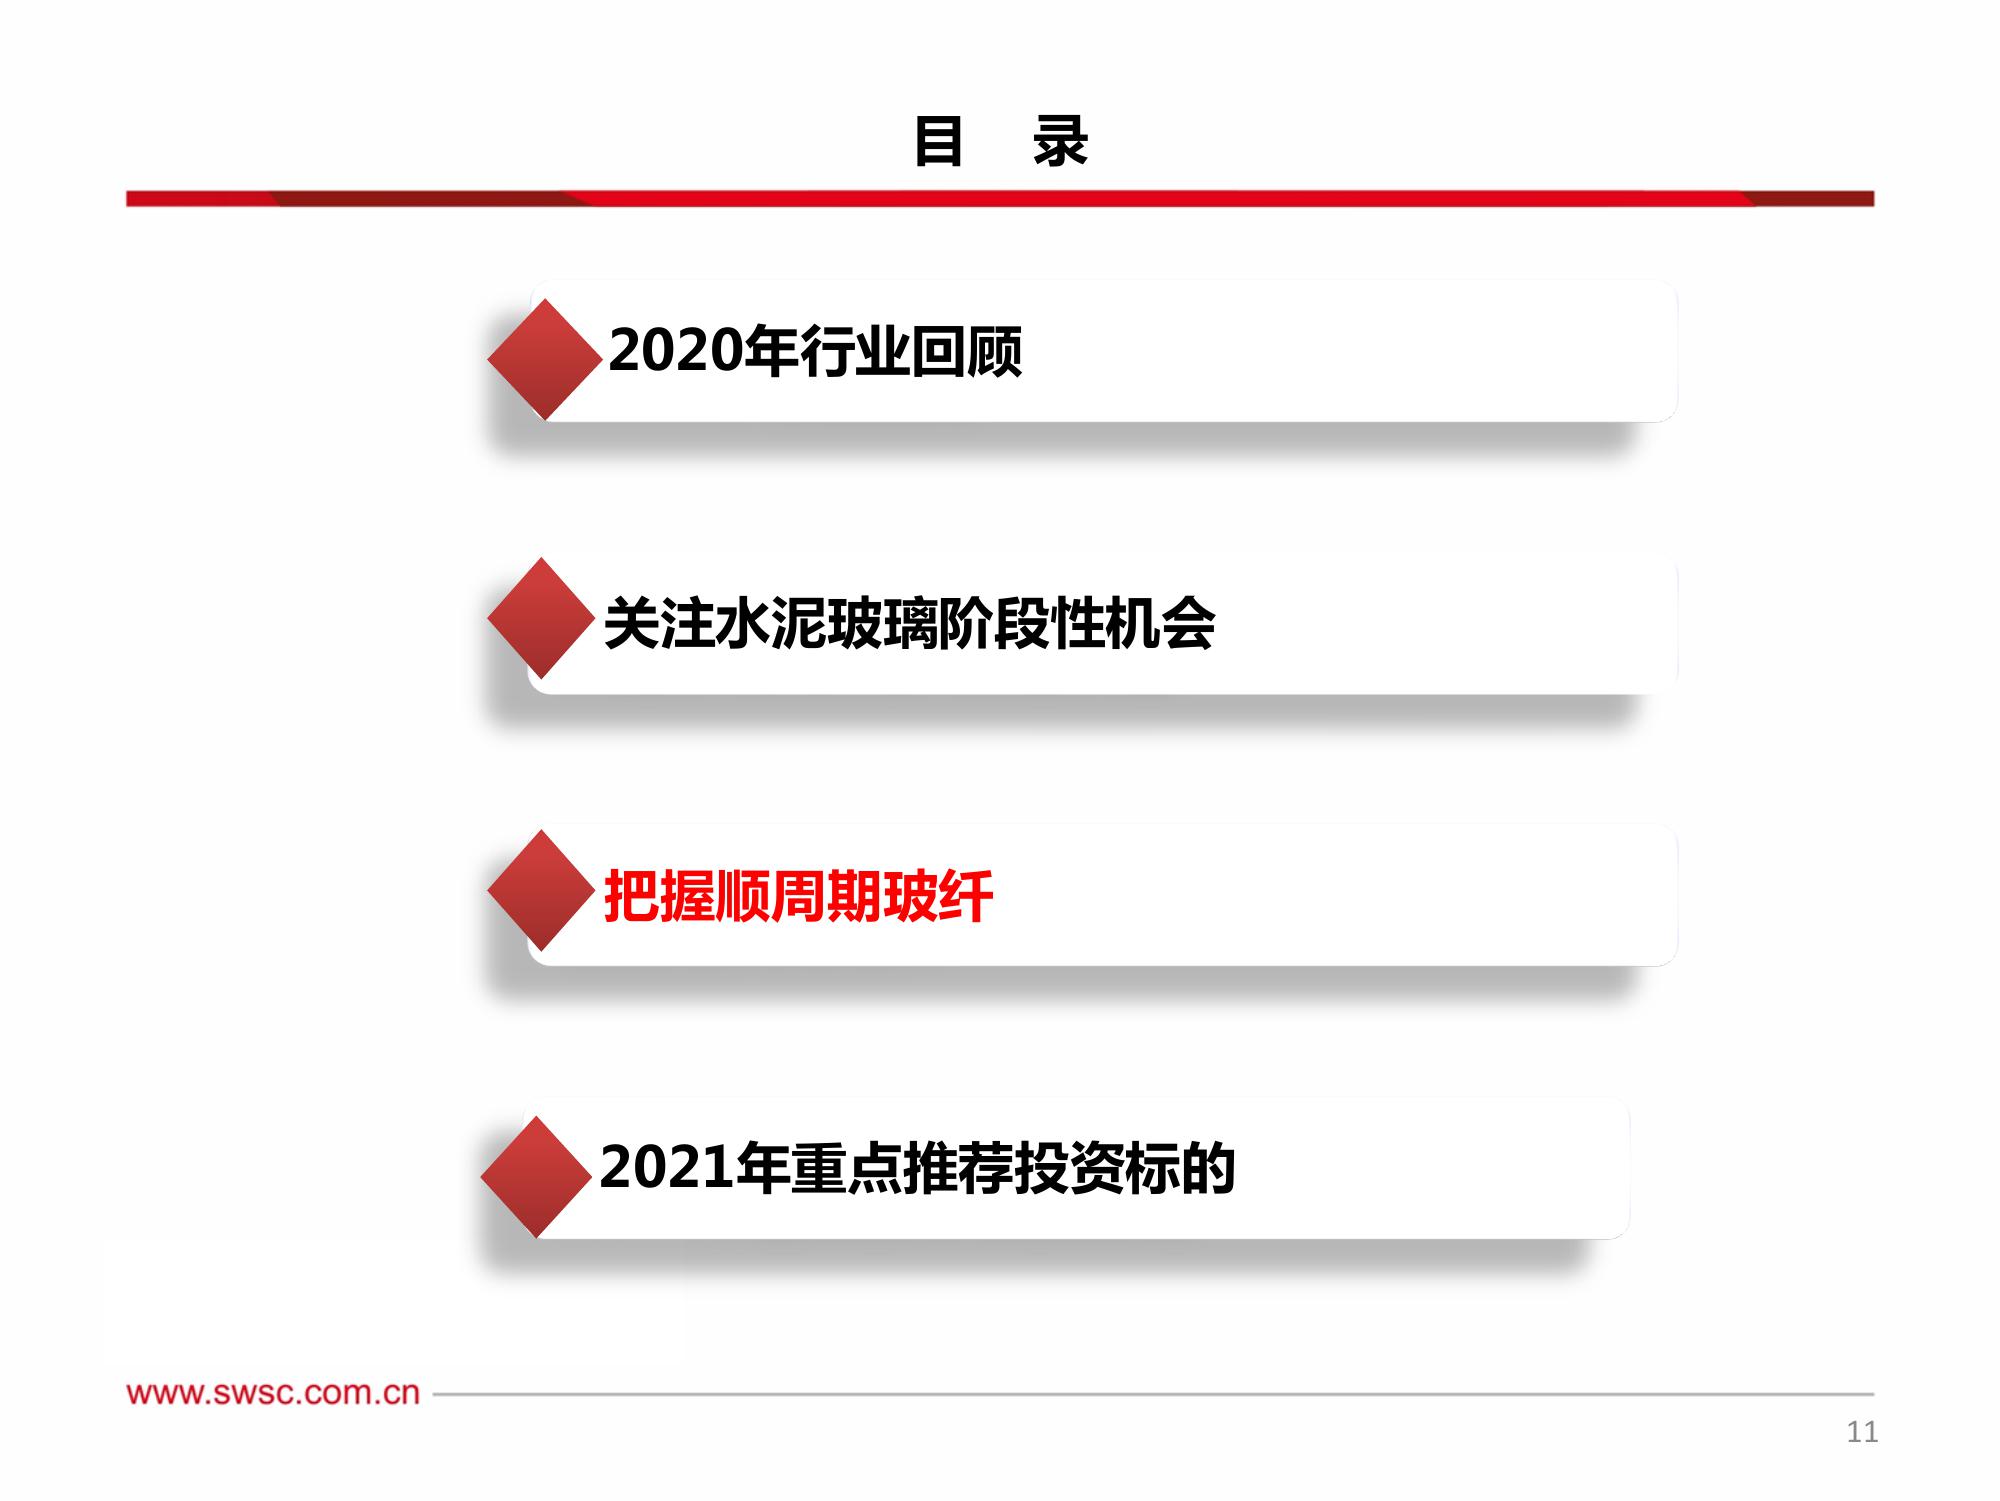 目 录
2020年行业回顾
关注水泥玻璃阶段性机会
把握顺周期玻纤
2021年重点推荐投资标的
www.swsc.com.cn
11